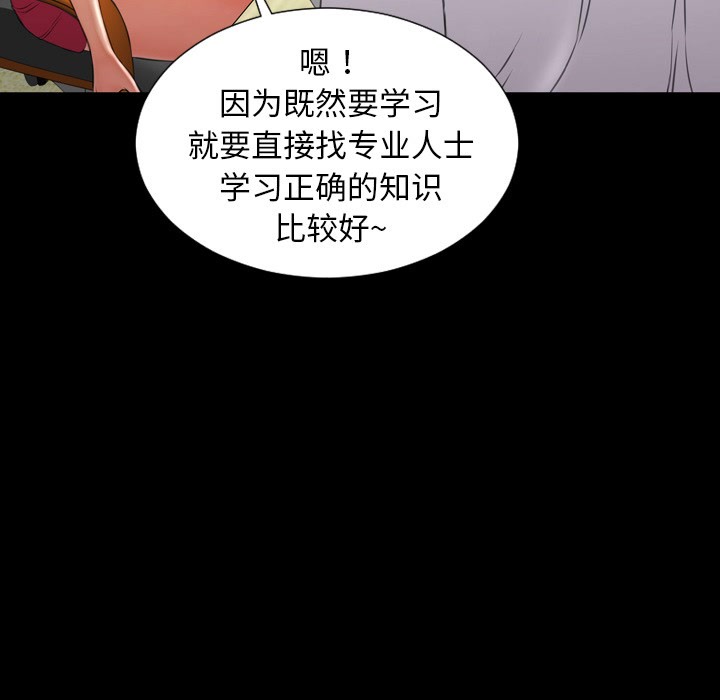 嗯！
因为既然要学习
就要直接找专业人士
学习正确的知识
比较好~